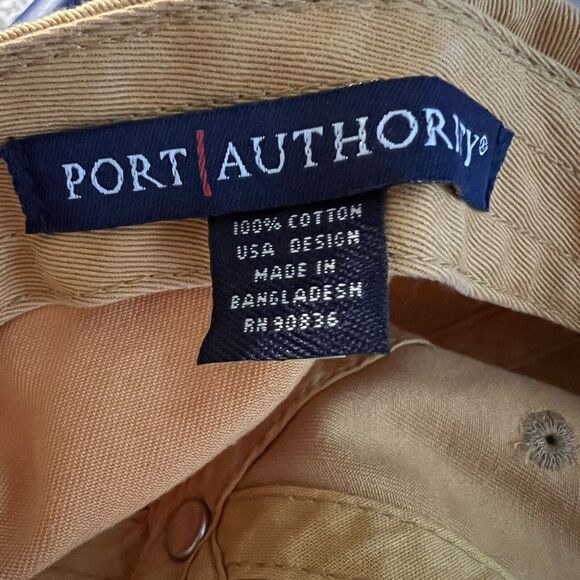 PORT AUTHORITY®
100% COTTON
USA DESIGN
MADE IN
BANGLADESH
RN 90836